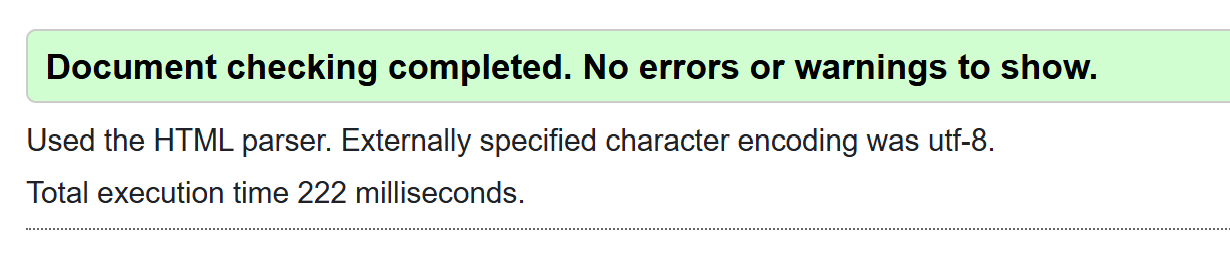 Document checking completed. No errors or warnings to show.
Used the HTML parser. Externally specified character encoding was utf-8.
Total execution time 222 milliseconds.